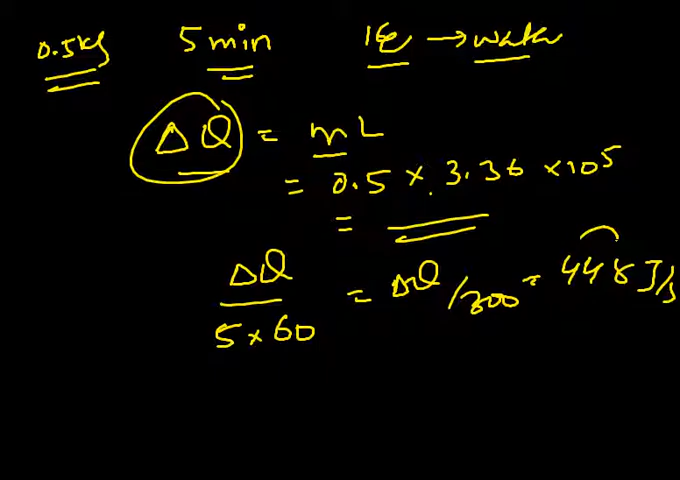 0.5kg 5 min ice → water
ΔQ = mL
= 0.5 × 3.36 × 10⁵
=
ΔQ / 5 × 60 = ΔQ /300 = 448 J/s